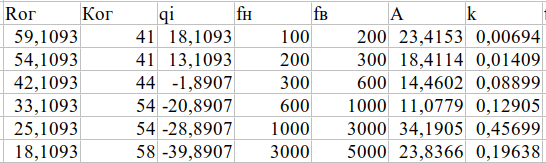 Rог Kог qi fн fв A k
59,1093 41 18,1093 100 200 23,4153 0,00694
54,1093 41 13,1093 200 300 18,4114 0,01409
42,1093 44 -1,8907 300 600 14,4602 0,08899
33,1093 54 -20,8907 600 1000 11,0779 0,12905
25,1093 54 -28,8907 1000 3000 34,1905 0,45699
18,1093 58 -39,8907 3000 5000 23,8366 0,19638